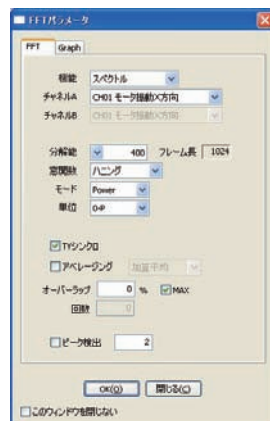 FFTパラメータ
FFT Graph
機能 スペクトル
チャネルA CH01 モータ振動X方向
チャネルB CH01 モータ振動X方向
分解能 400 フレーム長 1024
窓関数 ハニング
モード Power
単位 0-P
TYシンクロ
アベレージング 加算平均
オーバーラップ 0 % MAX
回数 0
ピーク検出 2
OK(O) 閉じる(C)
このウィンドウを閉じない